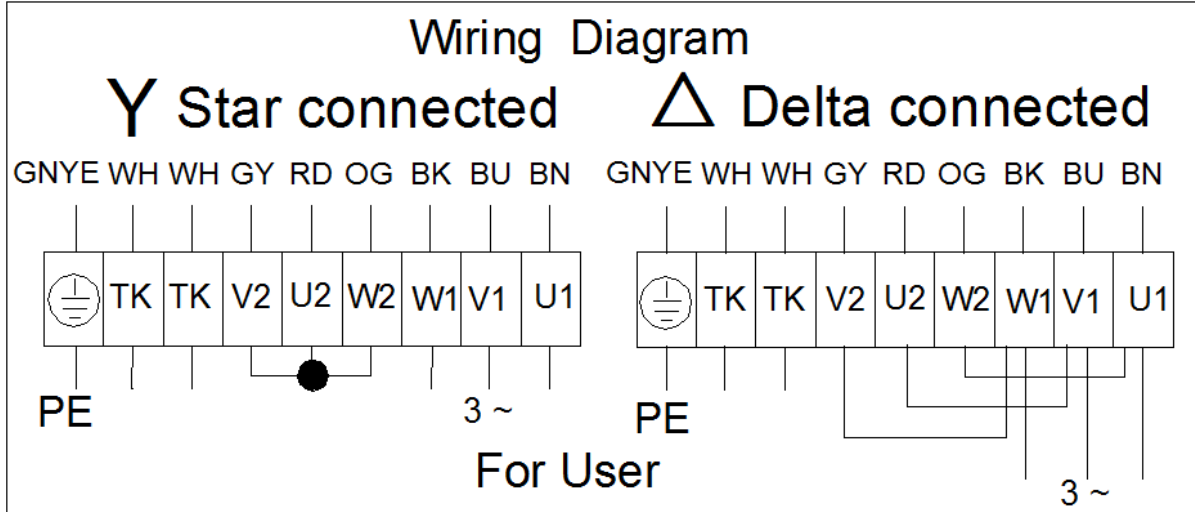 Wiring Diagram
Y Star connected
△ Delta connected
GNYE WH WH GY RD OG BK BU BN
GNYE WH WH GY RD OG BK BU BN
TK TK V2 U2 W2 W1 V1 U1
TK TK V2 U2 W2 W1 V1 U1
PE
3 ~
PE
For User
3 ~